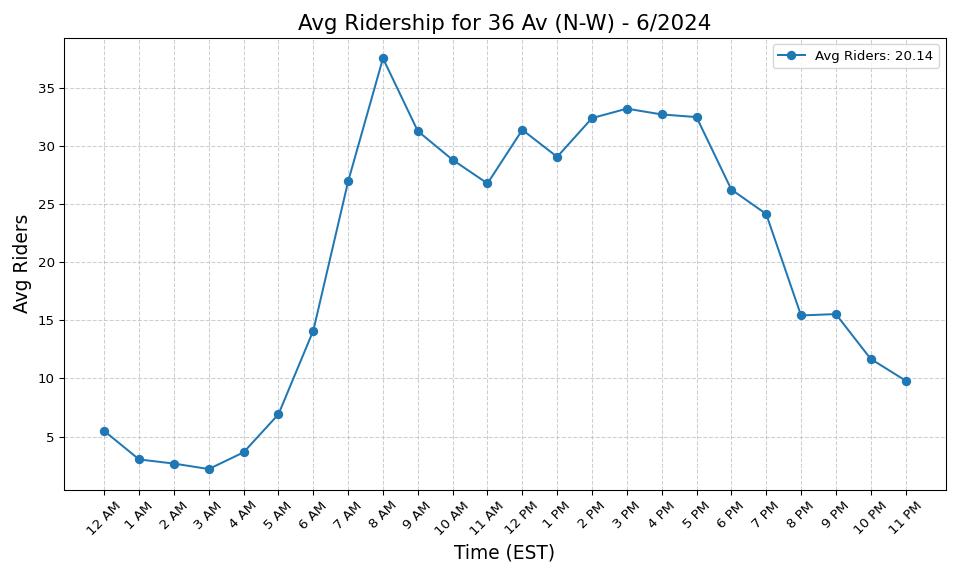 Avg Ridership for 36 Av (N-W) - 6/2024
Avg Riders: 20.14
Avg Riders
35
30
25
20
15
10
5
12 AM
1 AM
2 AM
3 AM
4 AM
5 AM
6 AM
7 AM
8 AM
9 AM
10 AM
11 AM
12 PM
1 PM
2 PM
3 PM
4 PM
5 PM
6 PM
7 PM
8 PM
9 PM
10 PM
11 PM
Time (EST)